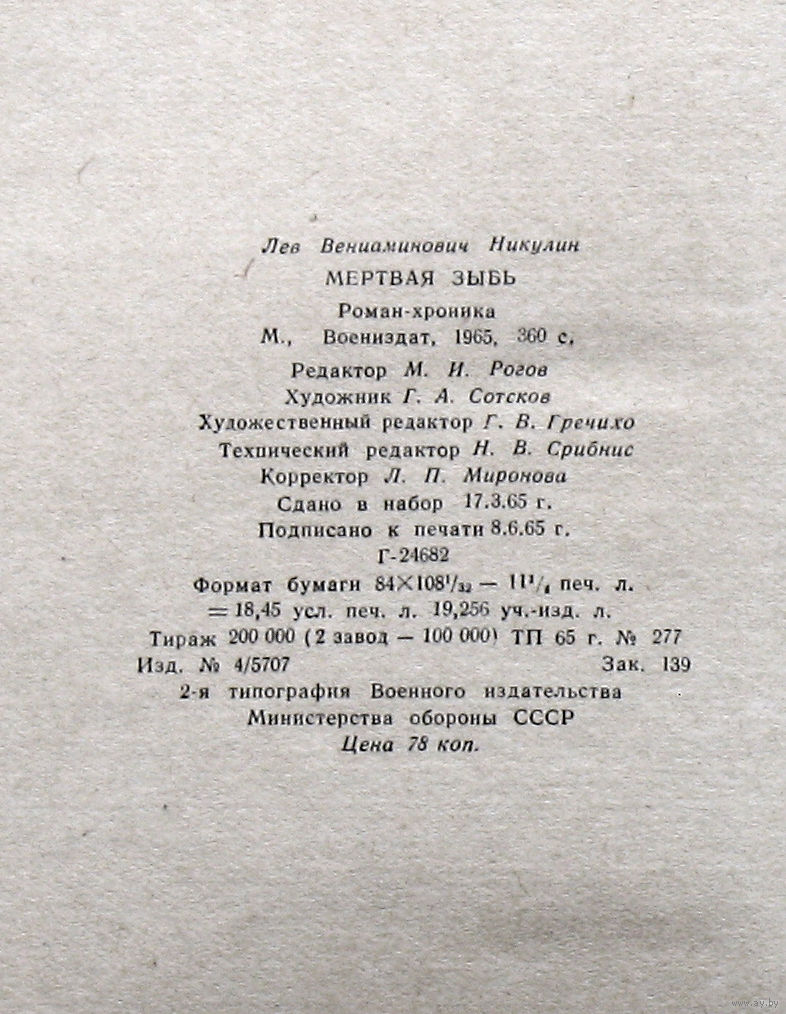 Лев Вениаминович Никулин
МЕРТВАЯ ЗЫБЬ
Роман-хроника
М., Воениздат, 1965, 360 с.
Редактор М. И. Рогов
Художник Г. А. Сотсков
Художественный редактор Г. В. Гречихо
Технический редактор Н. В. Срибнис
Корректор Л. П. Миронова
Сдано в набор 17.3.65 г.
Подписано к печати 8.6.65 г.
Г-24682
Формат бумаги 84×108¹/₃₂ — 11¹/₄ печ. л.
= 18,45 усл. печ. л. 19,256 уч.-изд. л.
Тираж 200 000 (2 завод — 100 000) ТП 65 г. № 277
Изд. № 4/5707 Зак. 139
2-я типография Военного издательства
Министерства обороны СССР
Цена 78 коп.
www.ay.by